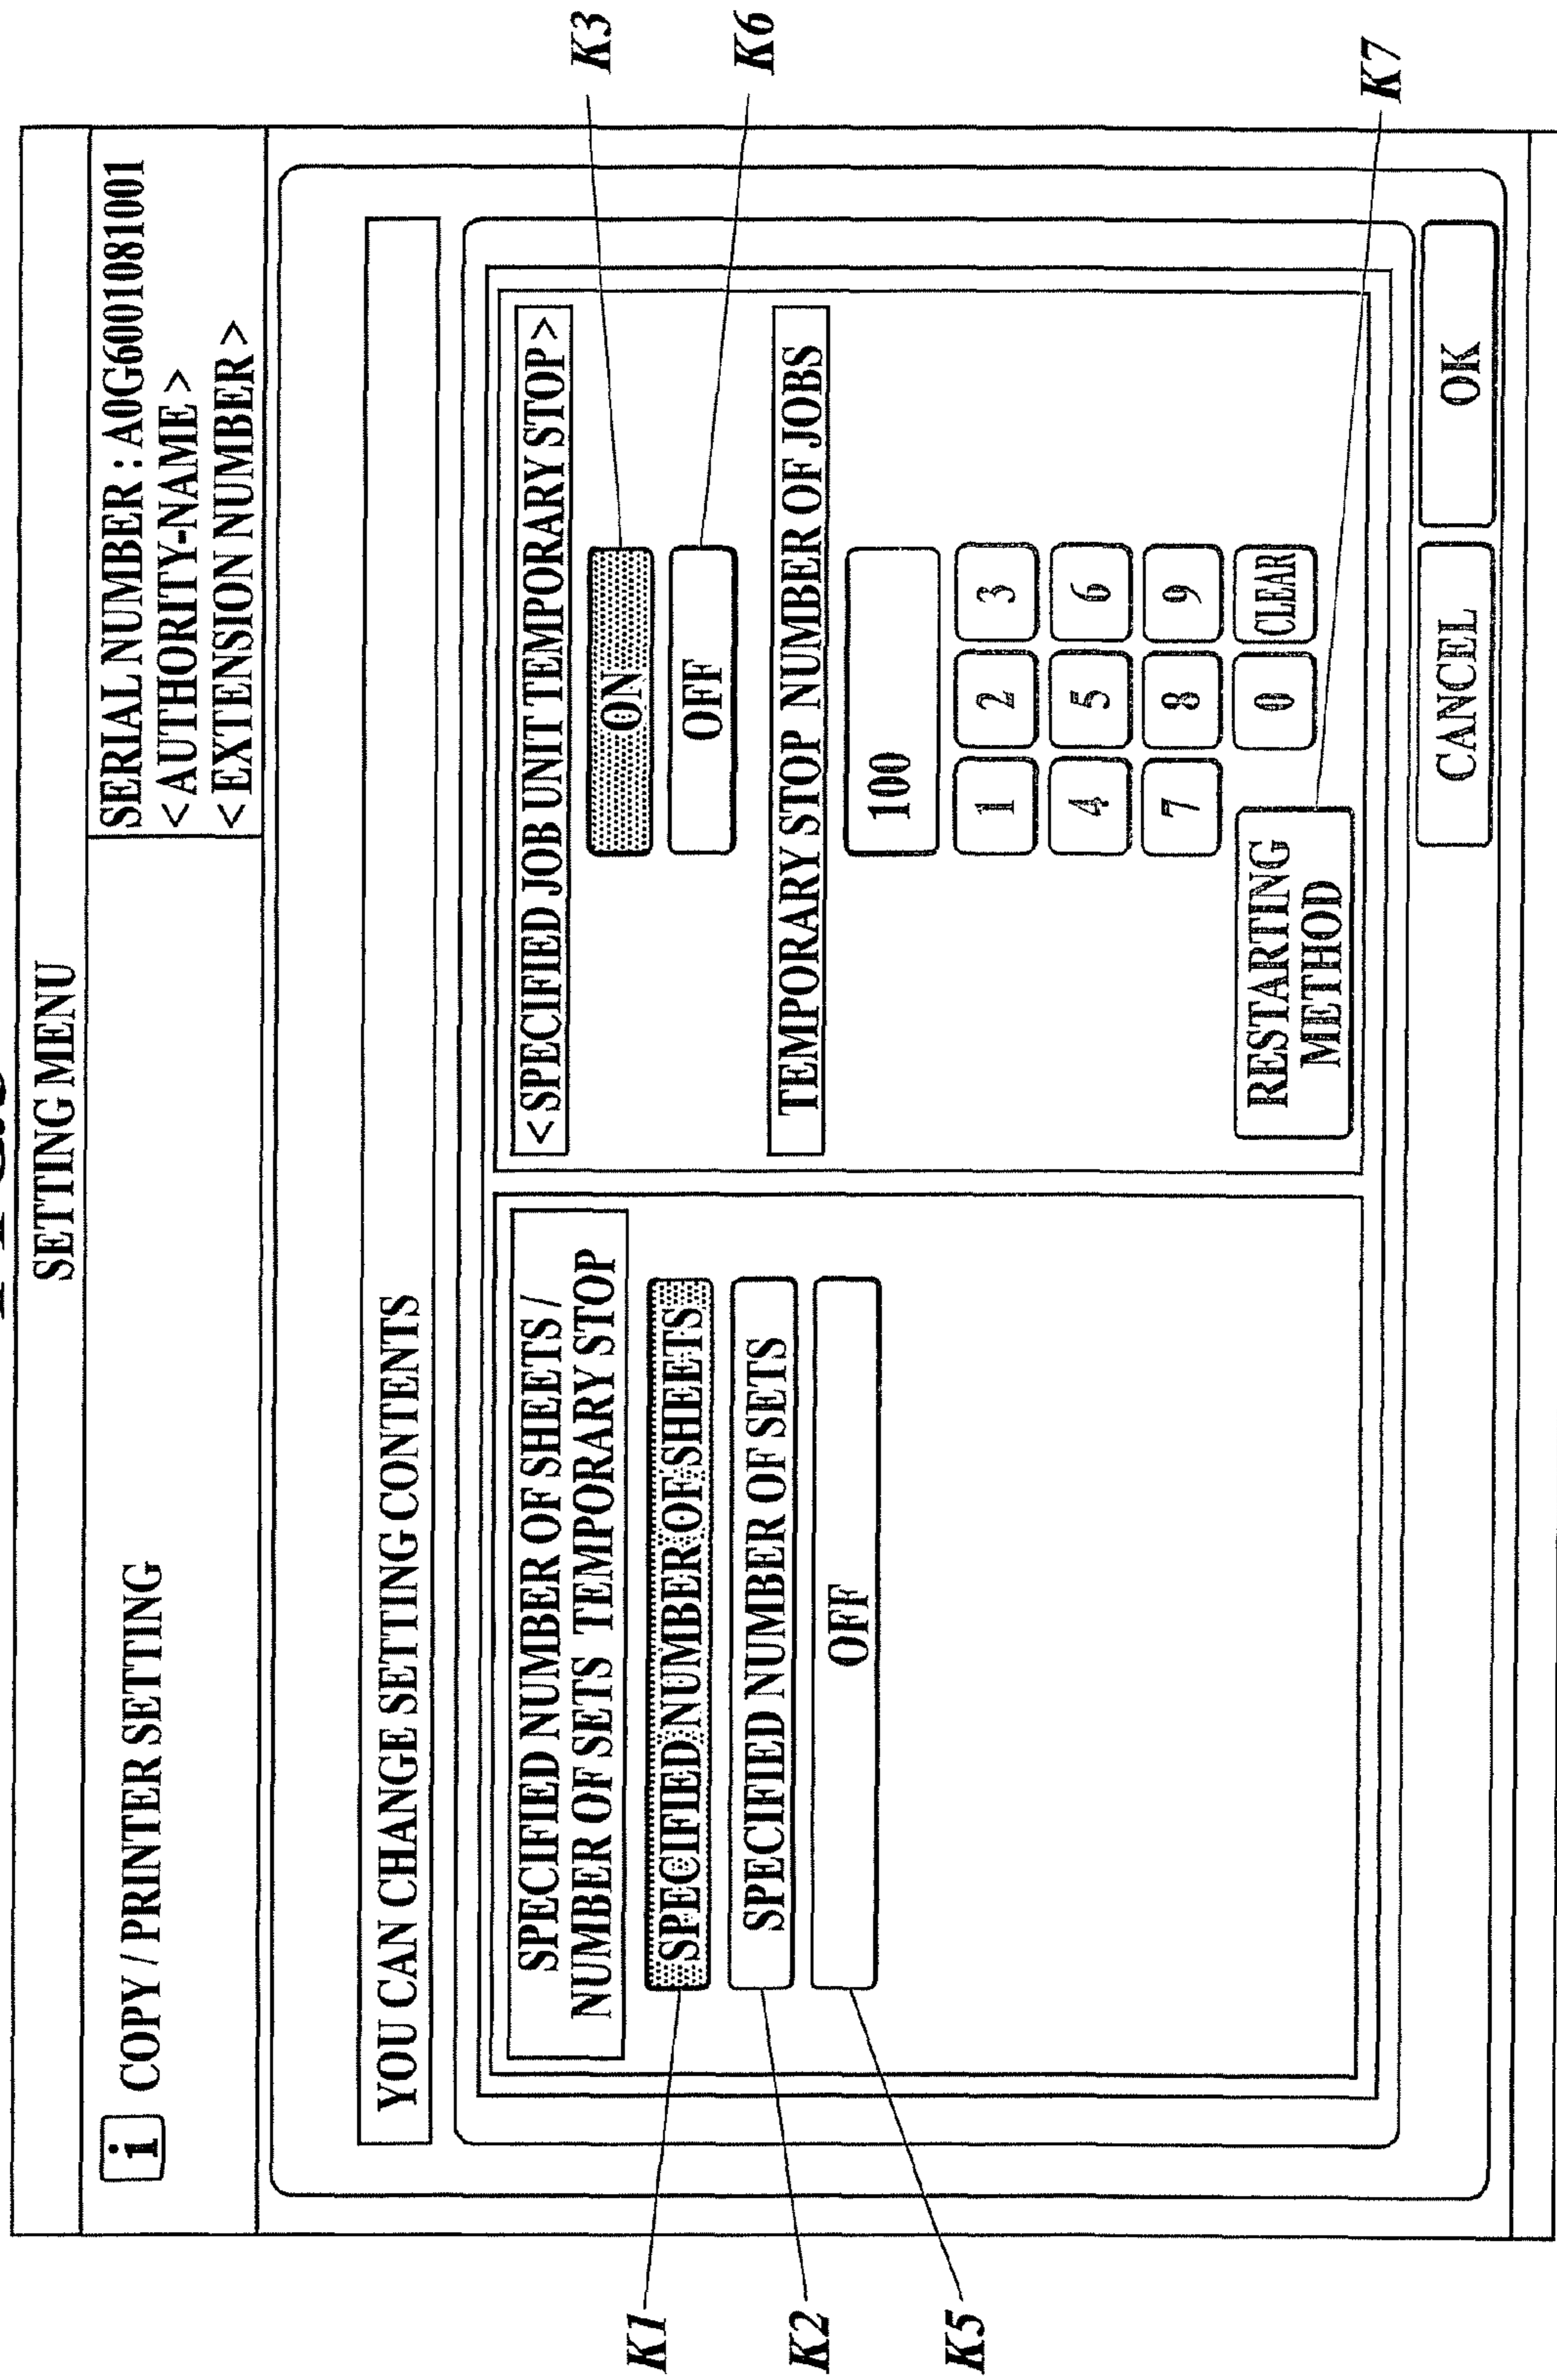 SETTING MENU
i COPY / PRINTER SETTING
SERIAL NUMBER : A0G6001081001
<AUTHORITY-NAME>
<EXTENSION NUMBER>
YOU CAN CHANGE SETTING CONTENTS
SPECIFIED NUMBER OF SHEETS /
NUMBER OF SETS TEMPORARY STOP
K1
SPECIFIED NUMBER OF SHEETS
K2
SPECIFIED NUMBER OF SETS
K5
OFF
<SPECIFIED JOB UNIT TEMPORARY STOP>
ON
K3
OFF
K6
TEMPORARY STOP NUMBER OF JOBS
100
1 2 3
4 5 6
7 8 9
0 CLEAR
RESTARTING
METHOD
K7
CANCEL OK